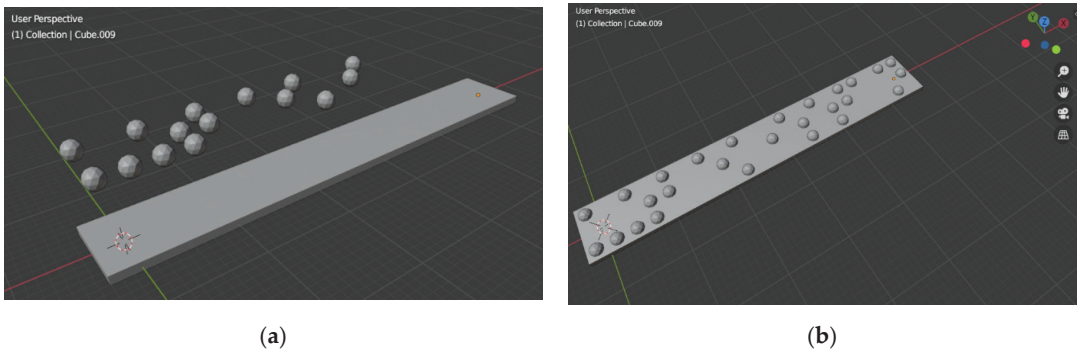 User Perspective
(1) Collection | Cube.009
User Perspective
(1) Collection | Cube.009
Y
Z
X
(a)
(b)